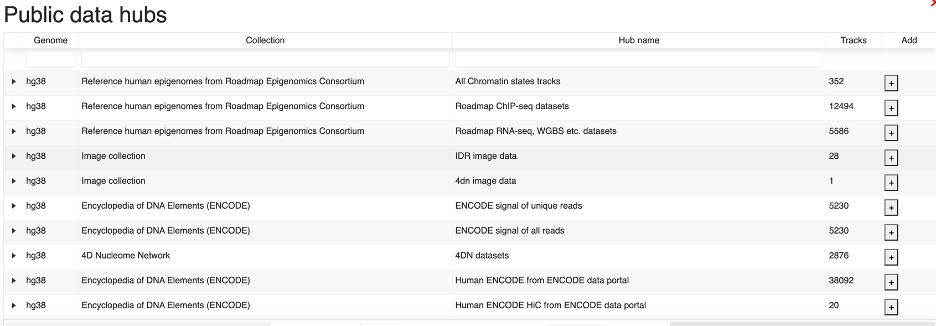 Public data hubs
Genome Collection Hub name Tracks Add
hg38 Reference human epigenomes from Roadmap Epigenomics Consortium All Chromatin states tracks 352 +
hg38 Reference human epigenomes from Roadmap Epigenomics Consortium Roadmap ChIP-seq datasets 12494 +
hg38 Reference human epigenomes from Roadmap Epigenomics Consortium Roadmap RNA-seq, WGBS etc. datasets 5586 +
hg38 Image collection IDR image data 28 +
hg38 Image collection 4dn image data 1 +
hg38 Encyclopedia of DNA Elements (ENCODE) ENCODE signal of unique reads 5230 +
hg38 Encyclopedia of DNA Elements (ENCODE) ENCODE signal of all reads 5230 +
hg38 4D Nucleome Network 4DN datasets 2876 +
hg38 Encyclopedia of DNA Elements (ENCODE) Human ENCODE from ENCODE data portal 38092 +
hg38 Encyclopedia of DNA Elements (ENCODE) Human ENCODE HiC from ENCODE data portal 20 +